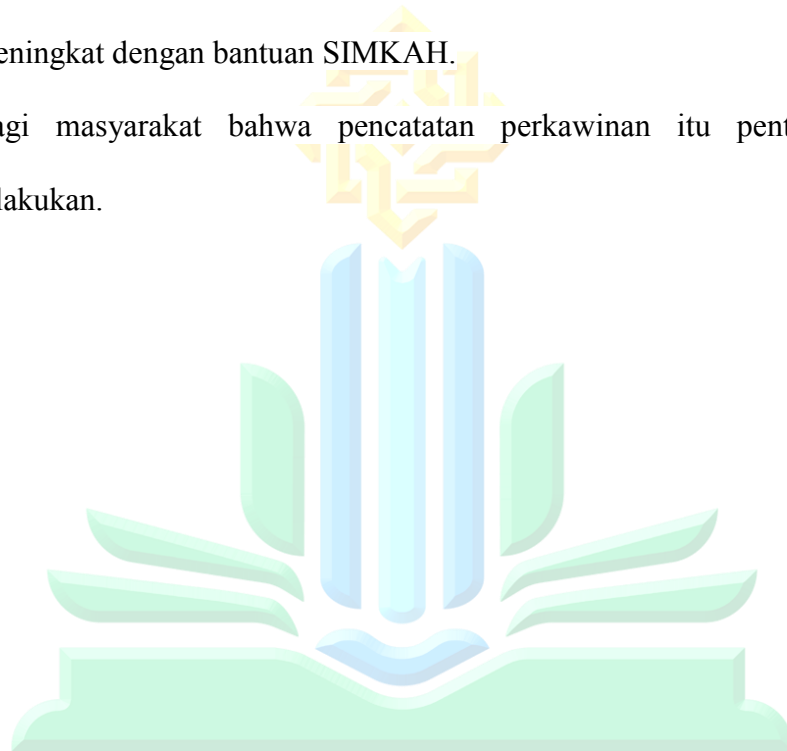 eningkat dengan bantuan SIMKAH.
agi masyarakat bahwa pencatatan perkawinan itu pent
lakukan.